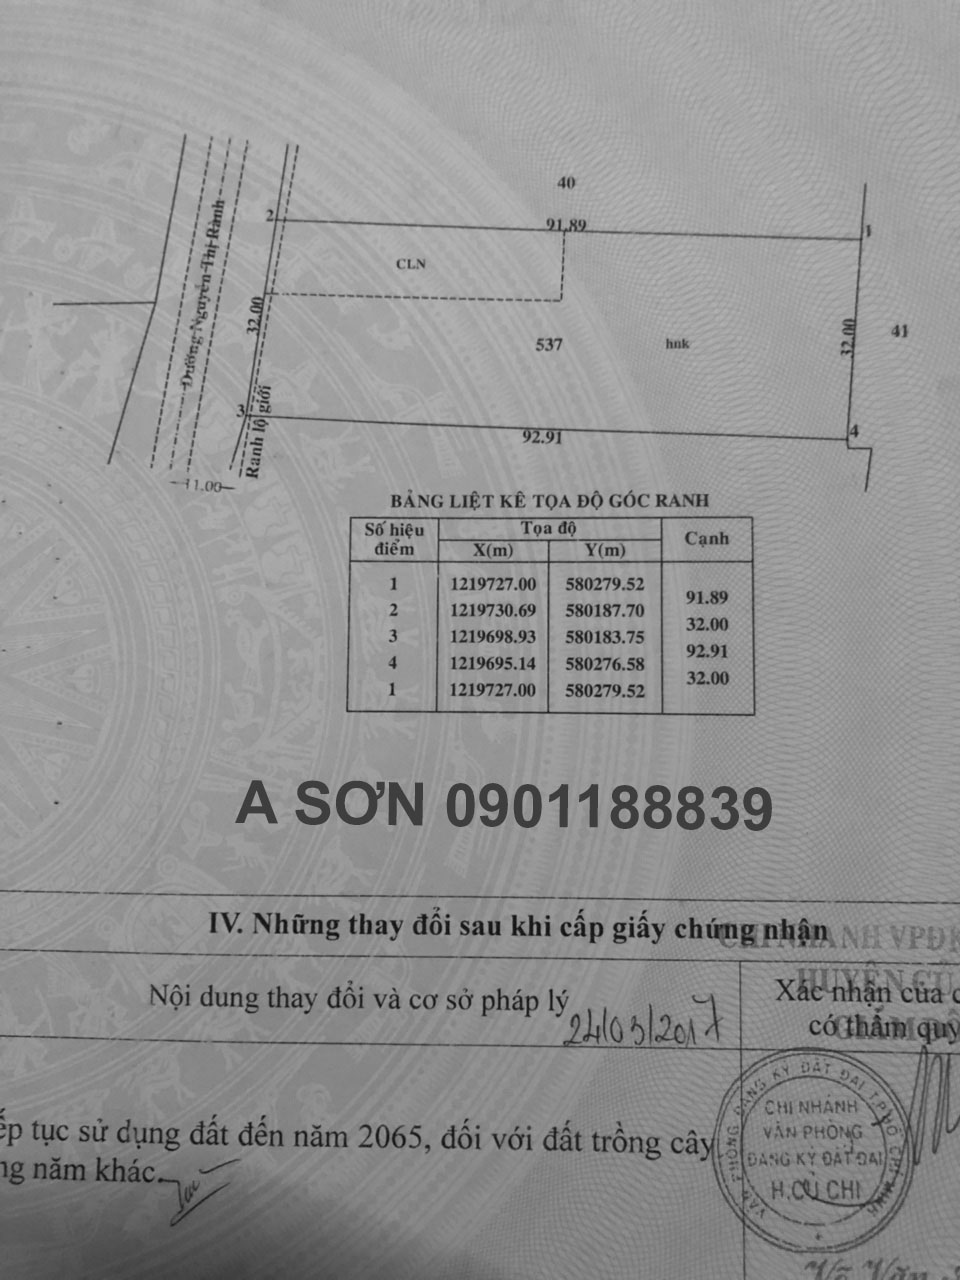 40
2
91.89
1
CLN
Đường Nguyễn Thị Rành
32.00
537
hnk
32.00
41
3
Ranh lộ giới
92.91
4
11.00
BẢNG LIỆT KÊ TỌA ĐỘ GÓC RANH
Số hiệu điểm Tọa độ Cạnh
X(m) Y(m)
1 1219727.00 580279.52
91.89
2 1219730.69 580187.70
32.00
3 1219698.93 580183.75
92.91
4 1219695.14 580276.58
32.00
1 1219727.00 580279.52
A SƠN 0901188839
IV. Những thay đổi sau khi cấp giấy chứng nhận
CHI NHÁNH VPĐK
HUYỆN CỦ
GIÁM ĐỐ
Nội dung thay đổi và cơ sở pháp lý
24/03/2017
Xác nhận của c
có thẩm quy
ếp tục sử dụng đất đến năm 2065, đối với đất trồng cây
ng năm khác.
VĂN PHÒNG ĐĂNG KÝ ĐẤT ĐAI TP.HỒ CHÍ MINH
CHI NHÁNH
VĂN PHÒNG
ĐĂNG KÝ ĐẤT ĐAI
H.CỦ CHI
Võ Văn